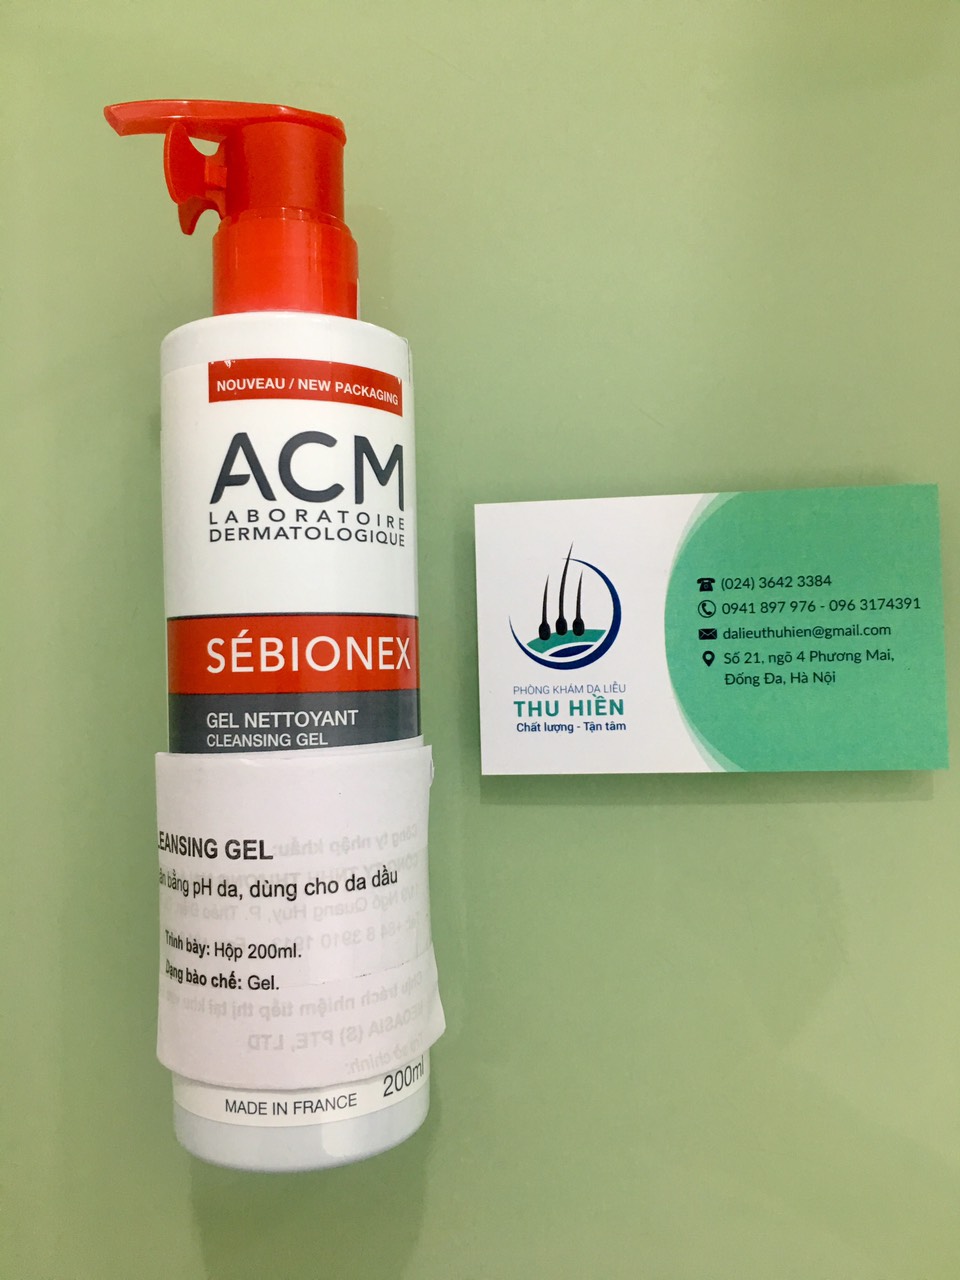 NOUVEAU / NEW PACKAGING
ACM
LABORATOIRE
DERMATOLOGIQUE
SÉBIONEX
GEL NETTOYANT
CLEANSING GEL
LEANSING GEL
bằng pH da, dùng cho da dầu
Trình bày: Hộp 200ml.
Dạng bào chế: Gel.
200ml
MADE IN FRANCE
PHÒNG KHÁM DA LIỄU
THU HIỀN
Chất lượng - Tận tâm
(024) 3642 3384
0941 897 976 - 096 3174391
dalieuthuhien@gmail.com
Số 21, ngõ 4 Phương Mai,
Đống Đa, Hà Nội